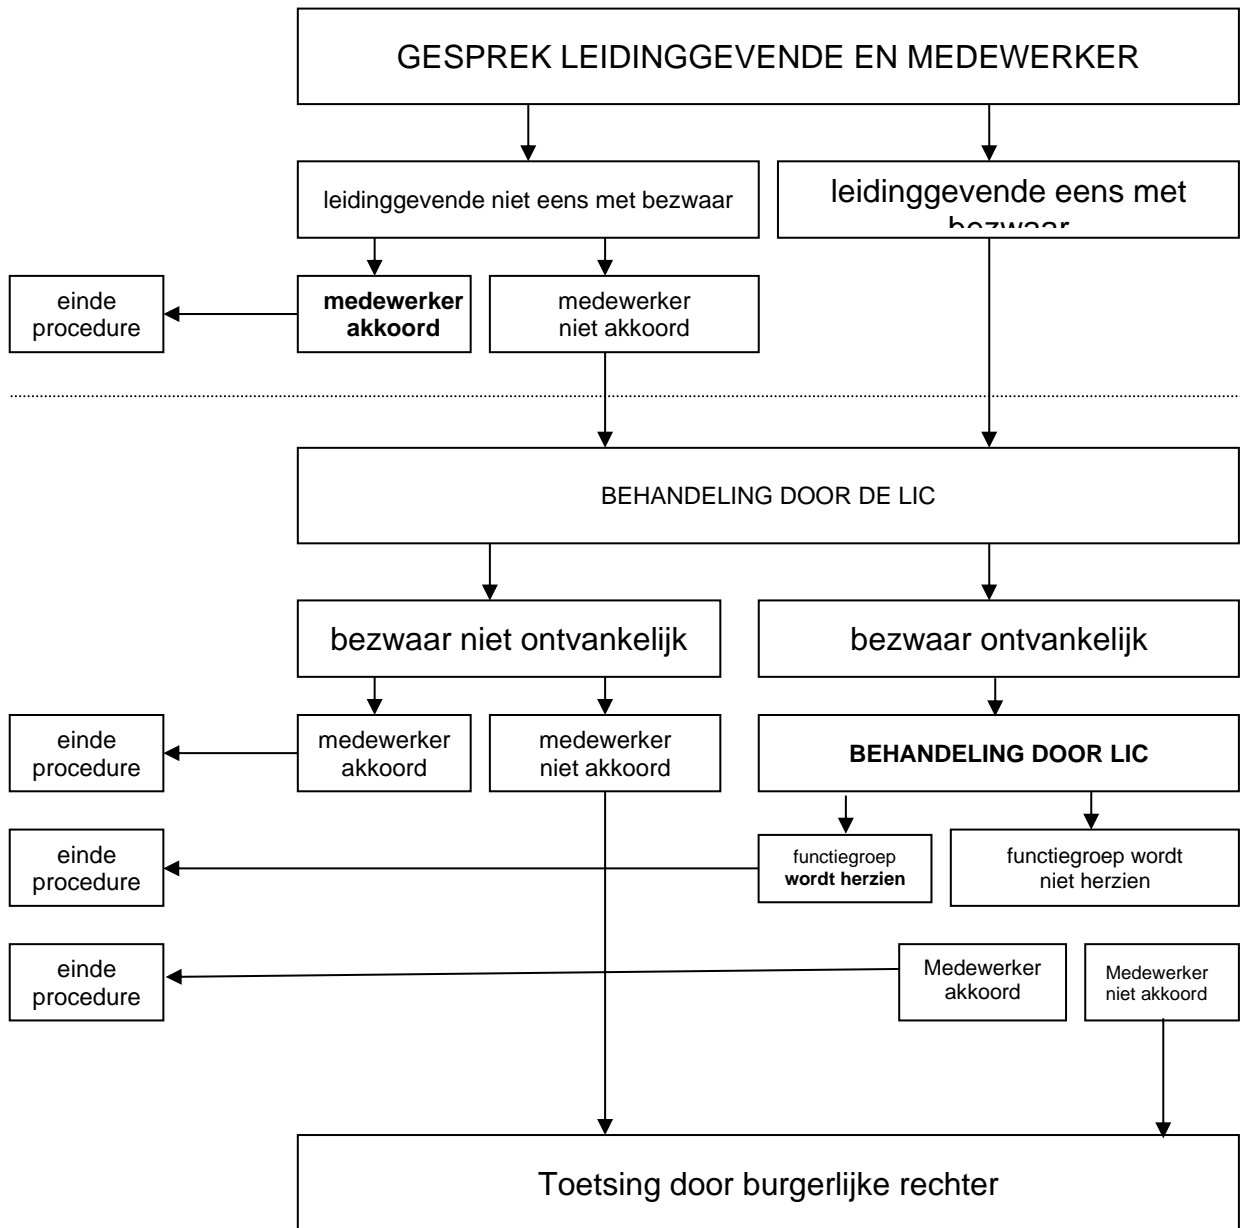 GESPREK LEIDINGGEVENDE EN MEDEWERKER
leidinggevende niet eens met bezwaar
leidinggevende eens met
bezwaar
einde
procedure
medewerker
akkoord
medewerker
niet akkoord
BEHANDELING DOOR DE LIC
bezwaar niet ontvankelijk
bezwaar ontvankelijk
einde
procedure
medewerker
akkoord
medewerker
niet akkoord
BEHANDELING DOOR LIC
einde
procedure
functiegroep
wordt herzien
functiegroep wordt
niet herzien
einde
procedure
Medewerker
akkoord
Medewerker
niet akkoord
Toetsing door burgerlijke rechter